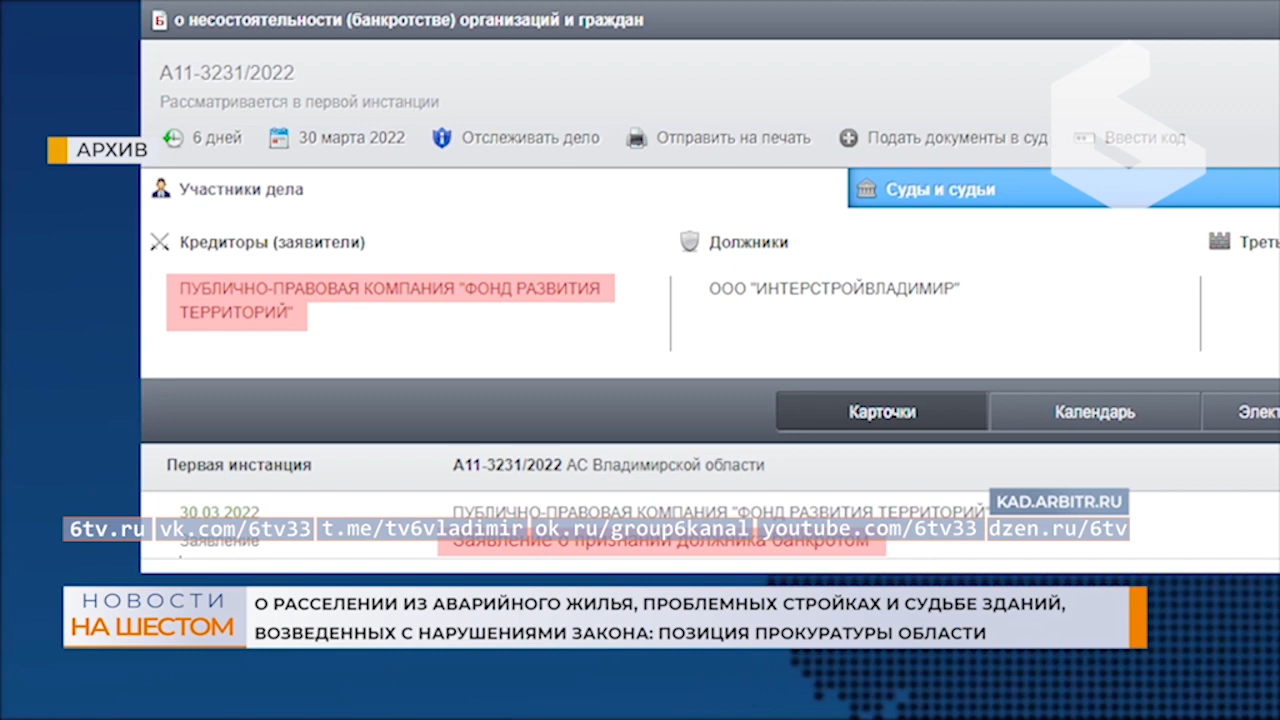 Б о несостоятельности (банкротстве) организаций и граждан
А11-3231/2022
Рассматривается в первой инстанции
АРХИВ
6 дней 30 марта 2022 Отслеживать дело Отправить на печать Подать документы в суд Ввести код
Участники дела Суды и судьи
Кредиторы (заявители) Должники Треть
ПУБЛИЧНО-ПРАВОВАЯ КОМПАНИЯ "ФОНД РАЗВИТИЯ ООО "ИНТЕРСТРОЙВЛАДИМИР"
ТЕРРИТОРИЙ"
Карточки Календарь Элект
Первая инстанция А11-3231/2022 АС Владимирской области
KAD.ARBITR.RU
30.03.2022 ПУБЛИЧНО-ПРАВОВАЯ КОМПАНИЯ "ФОНД РАЗВИТИЯ ТЕРРИТОРИЙ"
6tv.ru vk.com/6tv33 t.me/tv6vladimir ok.ru/group6kanal youtube.com/6tv33 dzen.ru/6tv
Заявление Заявление о признании должника банкротом
НОВОСТИ
НА ШЕСТОМ
О РАССЕЛЕНИИ ИЗ АВАРИЙНОГО ЖИЛЬЯ, ПРОБЛЕМНЫХ СТРОЙКАХ И СУДЬБЕ ЗДАНИЙ,
ВОЗВЕДЕННЫХ С НАРУШЕНИЯМИ ЗАКОНА: ПОЗИЦИЯ ПРОКУРАТУРЫ ОБЛАСТИ